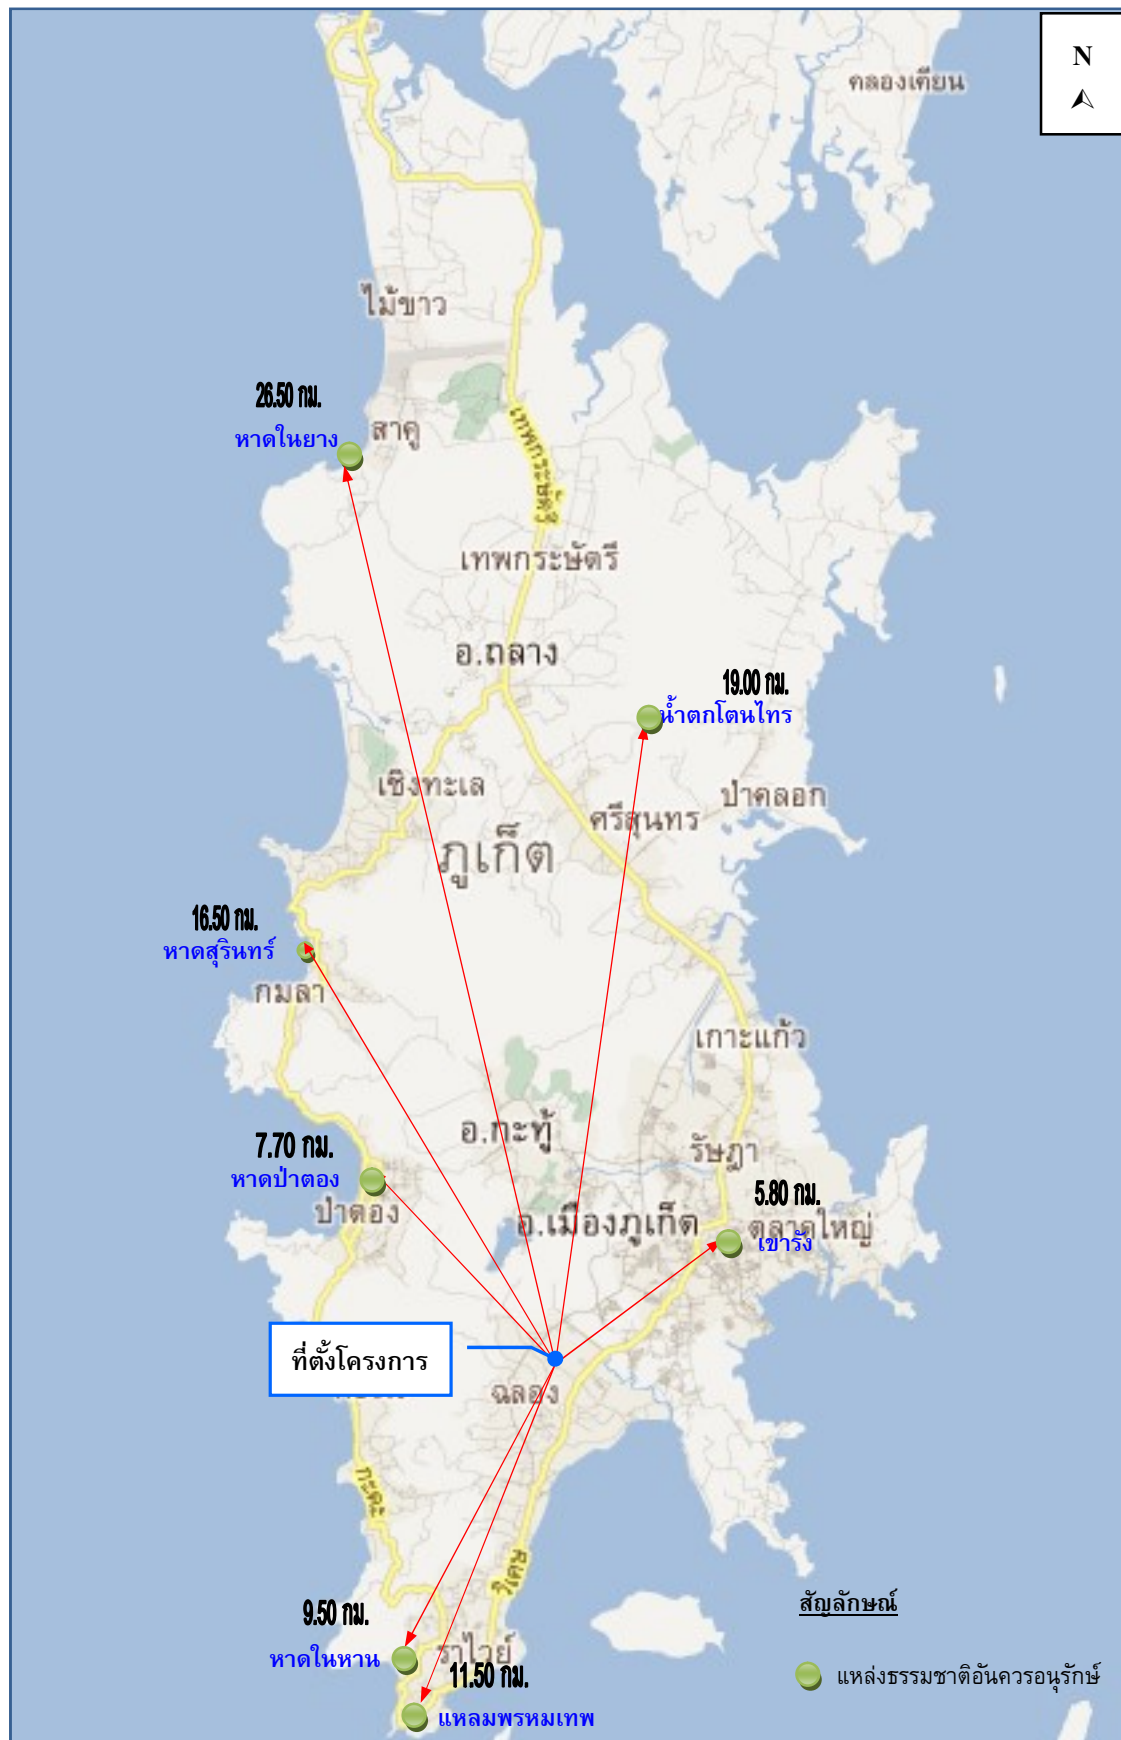 N
คลองเคียน
ไม้ขาว
26.50 กม.
หาดในยาง
สาคู
เทพกระษัตรี
เทพกระษัตรี
อ.ถลาง
19.00 กม.
น้ำตกโตนไทร
เชิงทะเล
ป่าคลอก
ศรีสุนทร
ภูเก็ต
16.50 กม.
หาดสุรินทร์
กมลา
เกาะแก้ว
อ.กะทู้
7.70 กม.
หาดป่าตอง
รัษฎา
ป่าตอง
5.80 กม.
อ.เมืองภูเก็ต
ตลาดใหญ่
เขารัง
ที่ตั้งโครงการ
ฉลอง
กะตะ
วิเศษ
สัญลักษณ์
9.50 กม.
หาดในหาน
ราไวย์
11.50 กม.
แหล่งธรรมชาติอันควรอนุรักษ์
แหลมพรหมเทพ